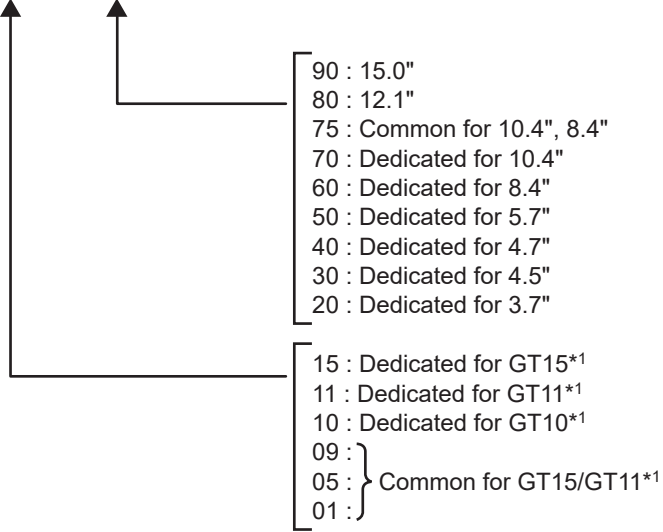 90 : 15.0"
80 : 12.1"
75 : Common for 10.4", 8.4"
70 : Dedicated for 10.4"
60 : Dedicated for 8.4"
50 : Dedicated for 5.7"
40 : Dedicated for 4.7"
30 : Dedicated for 4.5"
20 : Dedicated for 3.7"
15 : Dedicated for GT15*1
11 : Dedicated for GT11*1
10 : Dedicated for GT10*1
09 :
05 : Common for GT15/GT11*1
01 :